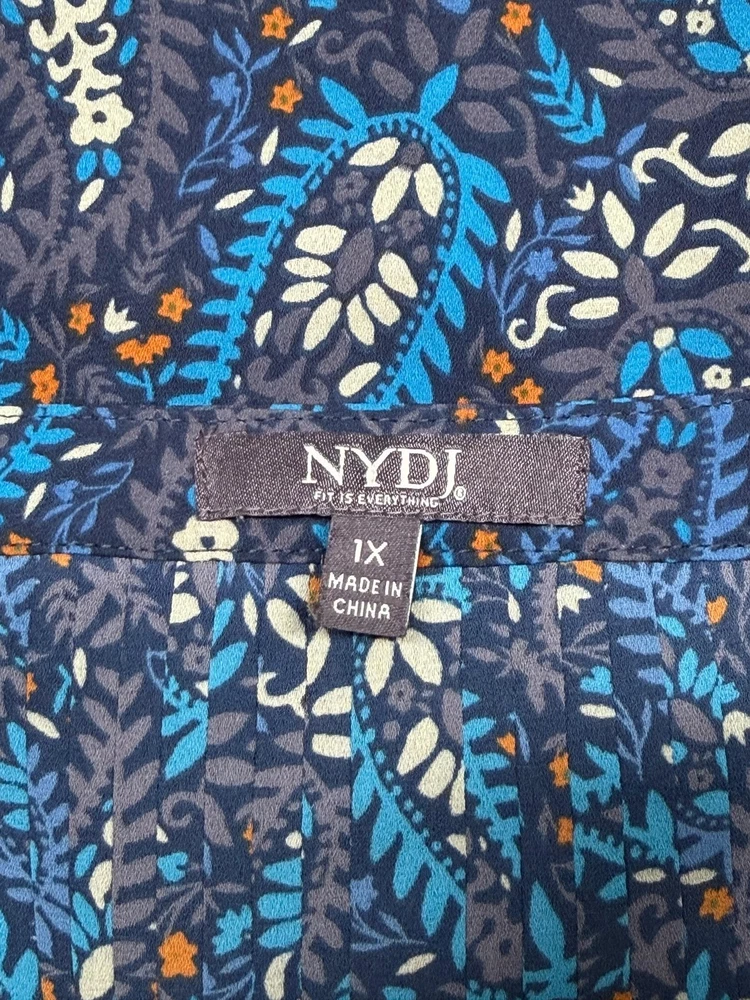 NYDJ
FIT IS EVERYTHING®
1X
MADE IN
CHINA